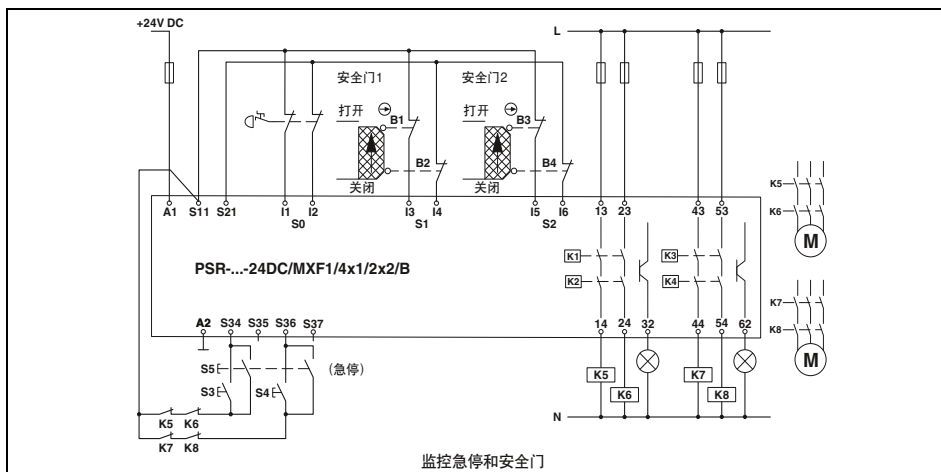 +24V DC
L
安全门1
安全门2
打开
打开
B1
B3
B2
B4
关闭
关闭
A1 S11 S21 I1 I2 I3 I4 I5 I6 13 23 43 53
S0 S1 S2
K5
K6
M
K1 K3
K2 K4
PSR-...-24DC/MXF1/4x1/2x2/B
K7
K8
M
A2 S34 S35 S36 S37 14 24 32 44 54 62
S5 (急停)
S3 S4
K5 K7
K6 K8
K5 K6
K7 K8
N
监控急停和安全门